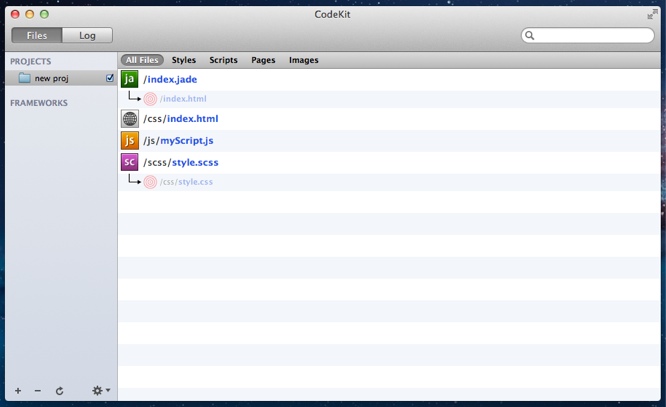 CodeKit
Files Log
PROJECTS
new proj
FRAMEWORKS
All Files Styles Scripts Pages Images
ja /index.jade
/index.html
/css/index.html
js /js/myScript.js
sc /scss/style.scss
/css/style.css